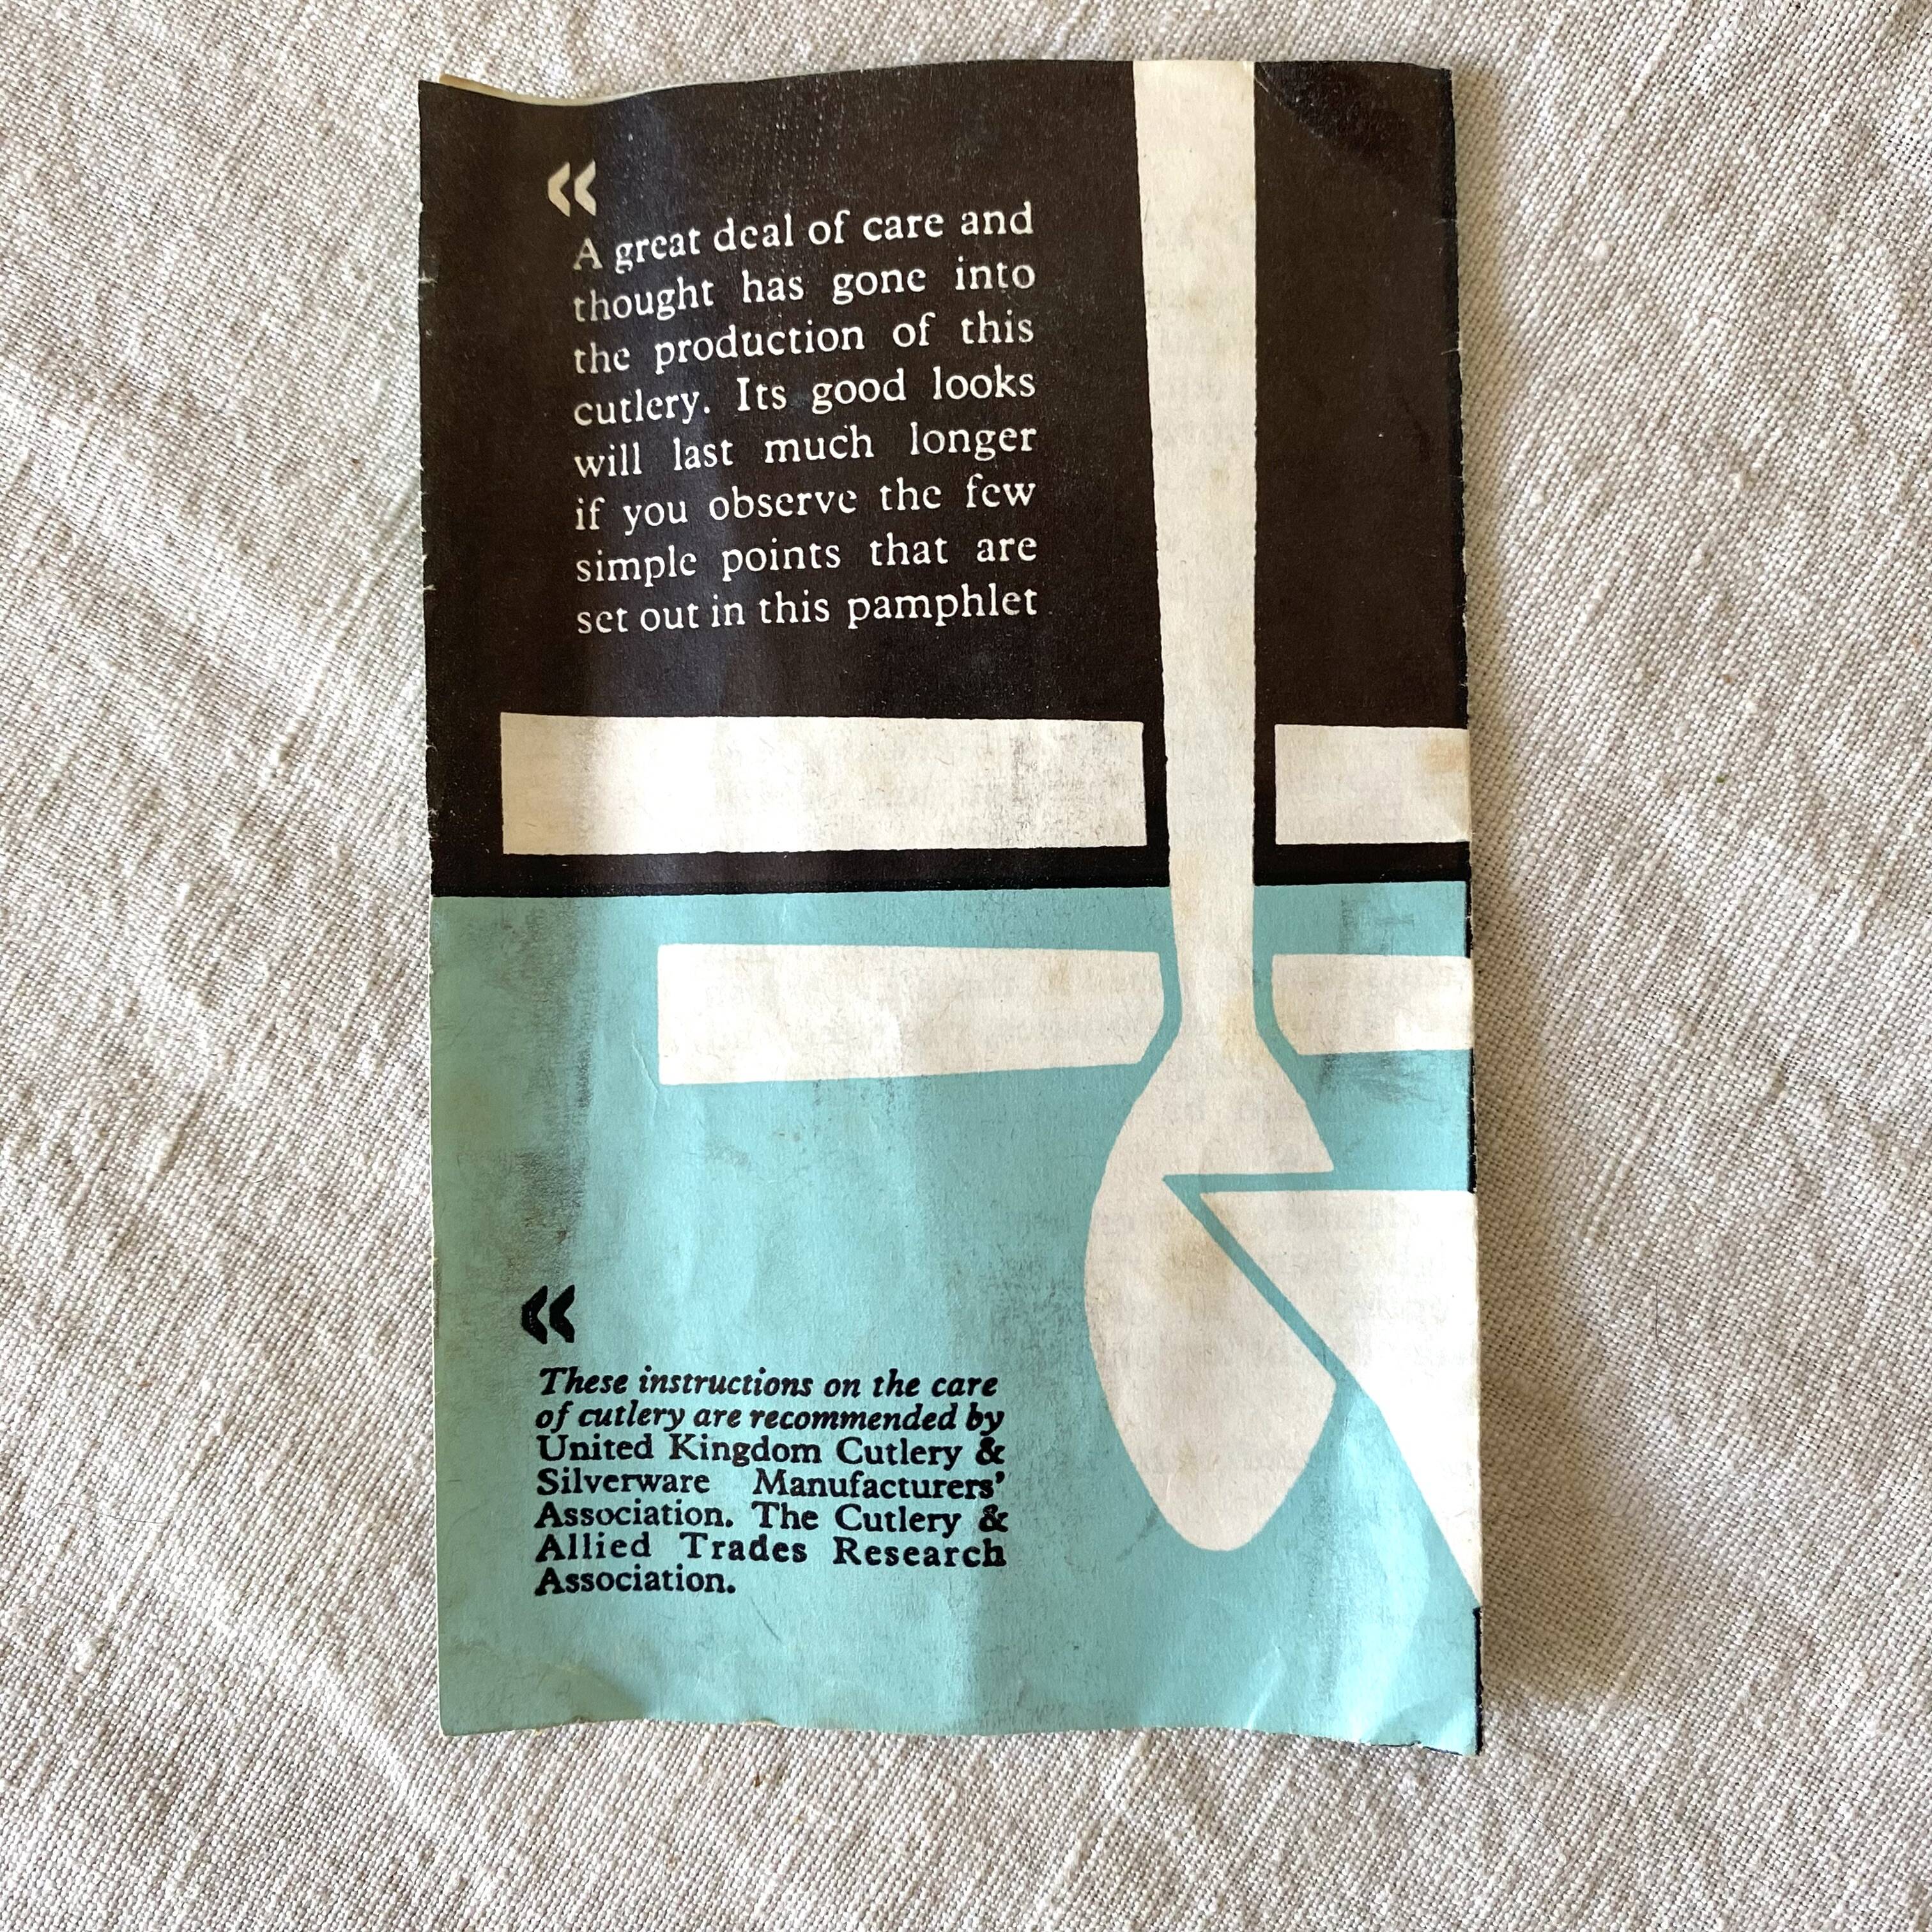 «
A great deal of care and
thought has gone into
the production of this
cutlery. Its good looks
will last much longer
if you observe the few
simple points that are
set out in this pamphlet
«
These instructions on the care
of cutlery are recommended by
United Kingdom Cutlery &
Silverware Manufacturers'
Association. The Cutlery &
Allied Trades Research
Association.